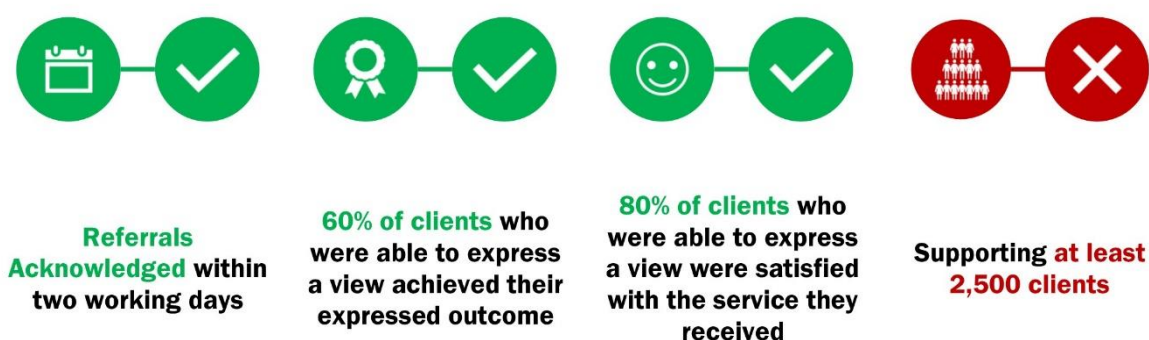 Referrals
Acknowledged within
two working days
60% of clients who
were able to express
a view achieved their
expressed outcome
80% of clients who
were able to express
a view were satisfied
with the service they
received
Supporting at least
2,500 clients